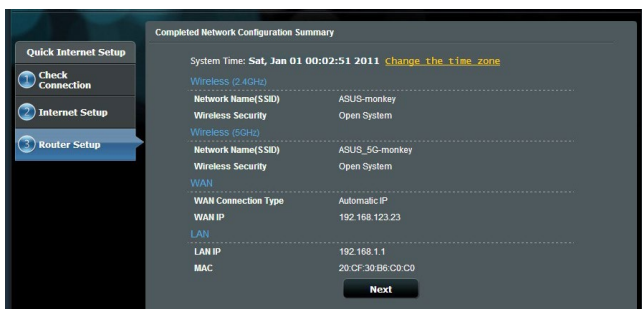 Completed Network Configuration Summary
Quick Internet Setup
1 Check
Connection
2 Internet Setup
3 Router Setup
System Time: Sat, Jan 01 00:02:51 2011 Change the time zone
Wireless (2.4GHz)
Network Name(SSID) ASUS-monkey
Wireless Security Open System
Wireless (5GHz)
Network Name(SSID) ASUS_5G-monkey
Wireless Security Open System
WAN
WAN Connection Type Automatic IP
WAN IP 192.168.123.23
LAN
LAN IP 192.168.1.1
MAC 20:CF:30:B6:C0:C0
Next